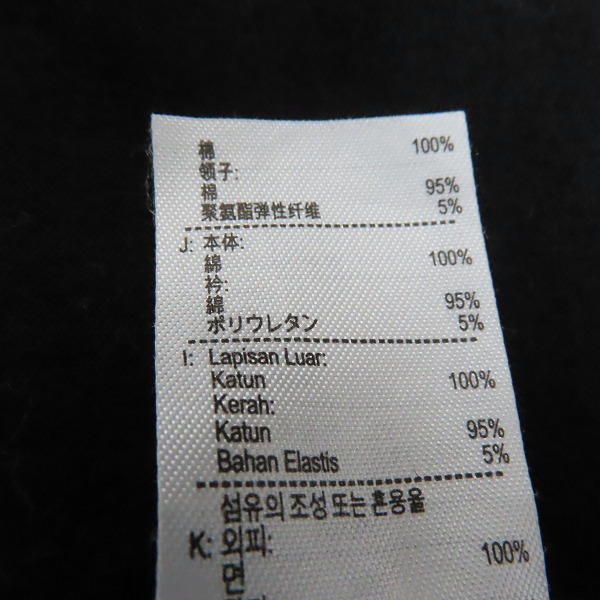 棉 100%
领子:
棉 95%
聚氨酯弹性纤维 5%
J: 本体:
綿 100%
衿:
綿 95%
ポリウレタン 5%
I: Lapisan Luar:
Katun 100%
Kerah:
Katun 95%
Bahan Elastis 5%
섬유의 조성 또는 혼용율
K: 외피:
면 100%